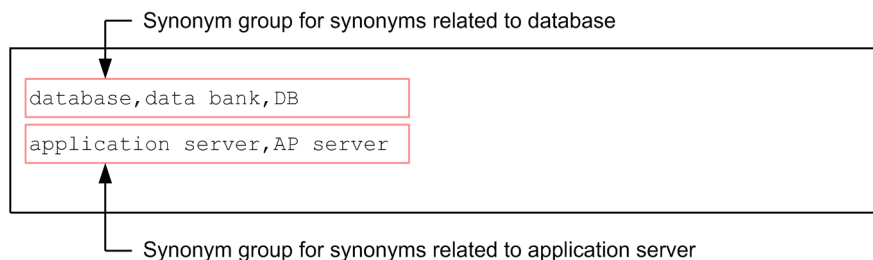 Synonym group for synonyms related to database
database,data bank,DB
application server,AP server
Synonym group for synonyms related to application server